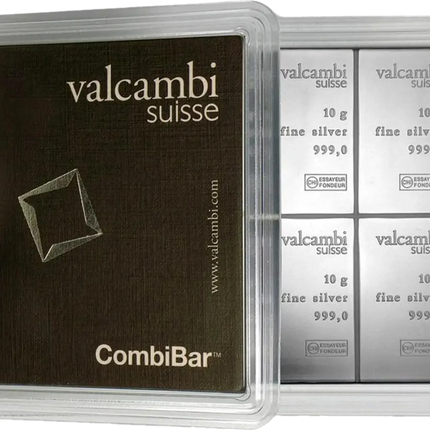 valcambi
suisse
www.valcambi.com
CombiBar™
valcambi
suisse
10 g
fine silver
999,0
ESSAYEUR
FONDEUR
valcambi
suisse
10 g
fine silver
999,0
ESSAYEUR
FONDEUR
valcambi
suisse
10 g
fine silver
999,0
ESSAYEUR
FONDEUR
valcambi
suisse
10 g
fine silver
999,0
ESSAYEUR
FONDEUR